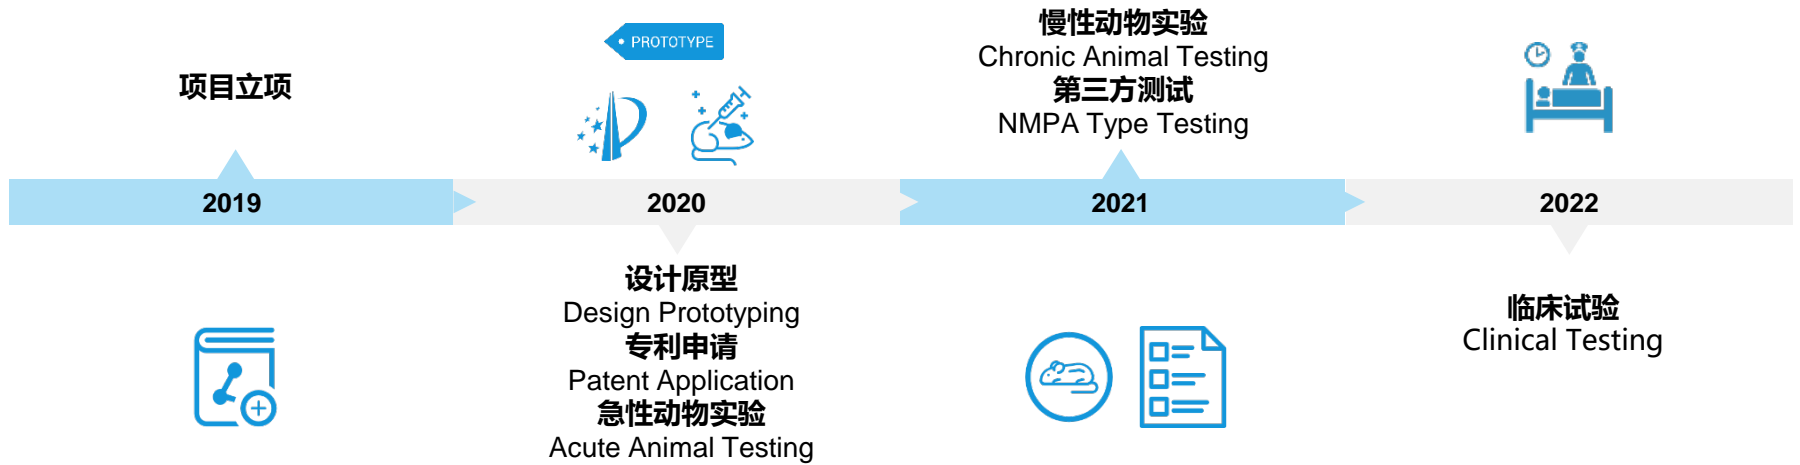 项目立项
2019
PROTOTYPE
2020
设计原型
Design Prototyping
专利申请
Patent Application
急性动物实验
Acute Animal Testing
慢性动物实验
Chronic Animal Testing
第三方测试
NMPA Type Testing
2021
2022
临床试验
Clinical Testing